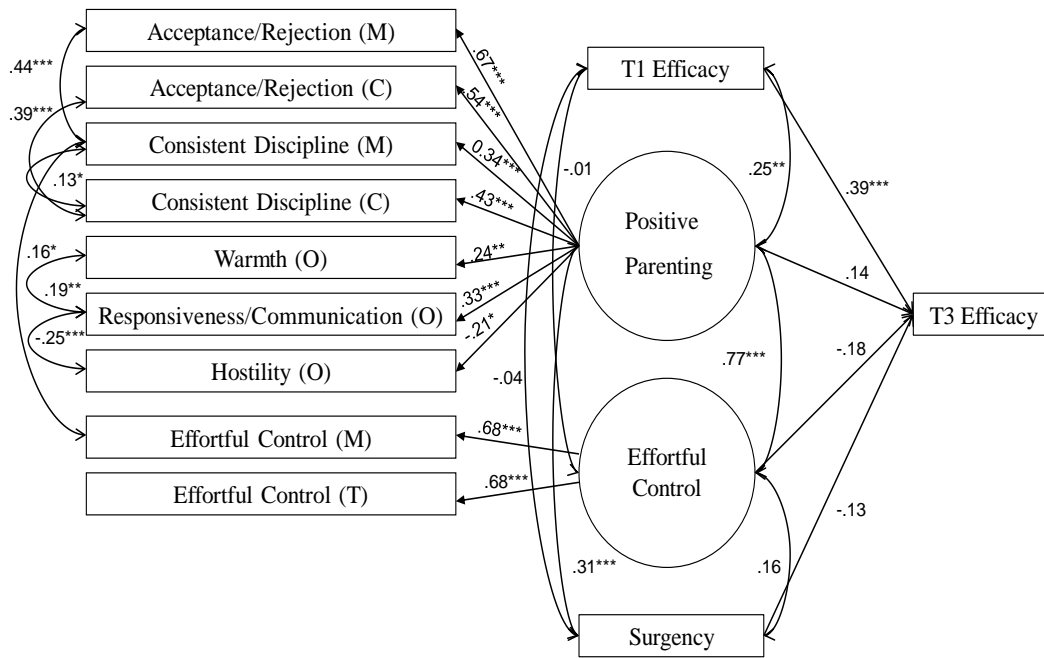 Acceptance/Rejection (M)
Acceptance/Rejection (C)
Consistent Discipline (M)
Consistent Discipline (C)
Warmth (O)
Responsiveness/Communication (O)
Hostility (O)
Effortful Control (M)
Effortful Control (T)
.44***
.39***
.13*
.16*
.19**
-.25***
.67***
.54***
0.34***
.43***
.24**
.33***
-.21*
.68***
.68***
T1 Efficacy
Positive
Parenting
Effortful
Control
Surgency
-.01
-.04
.31***
.25**
.77***
.16
.39***
.14
-.18
-.13
T3 Efficacy